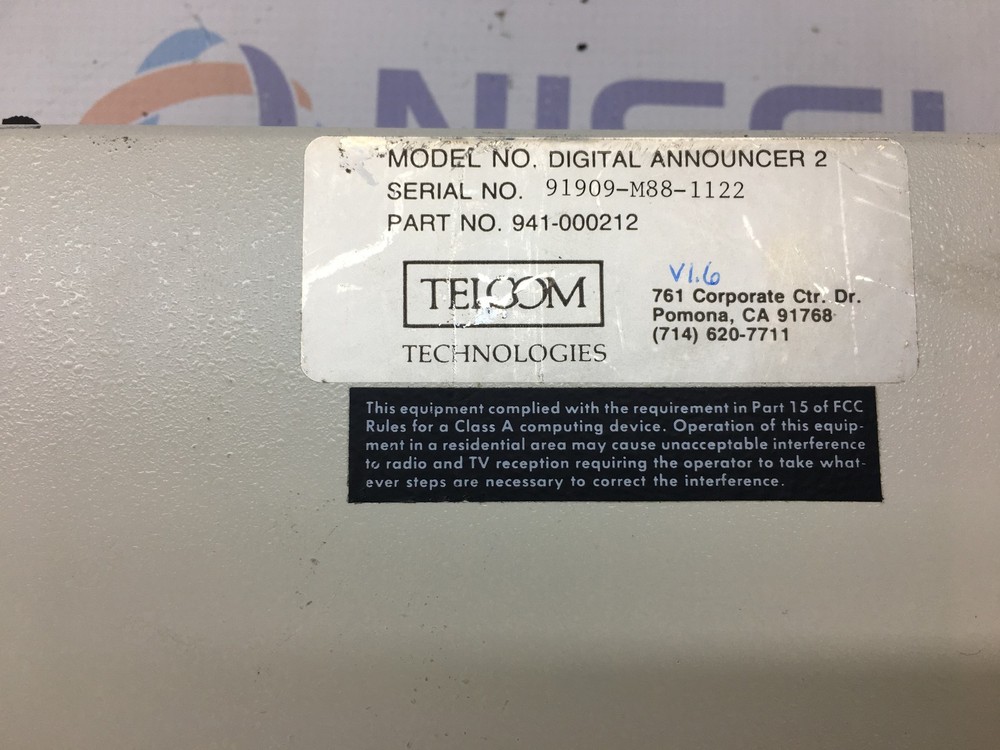 NISSI
MODEL NO. DIGITAL ANNOUNCER 2
SERIAL NO. 91909-M88-1122
PART NO. 941-000212
TELCOM
TECHNOLOGIES
V1.6
761 Corporate Ctr. Dr.
Pomona, CA 91768
(714) 620-7711
This equipment complied with the requirement in Part 15 of FCC
Rules for a Class A computing device. Operation of this equip-
ment in a residential area may cause unacceptable interference
to radio and TV reception requiring the operator to take what-
ever steps are necessary to correct the interference.